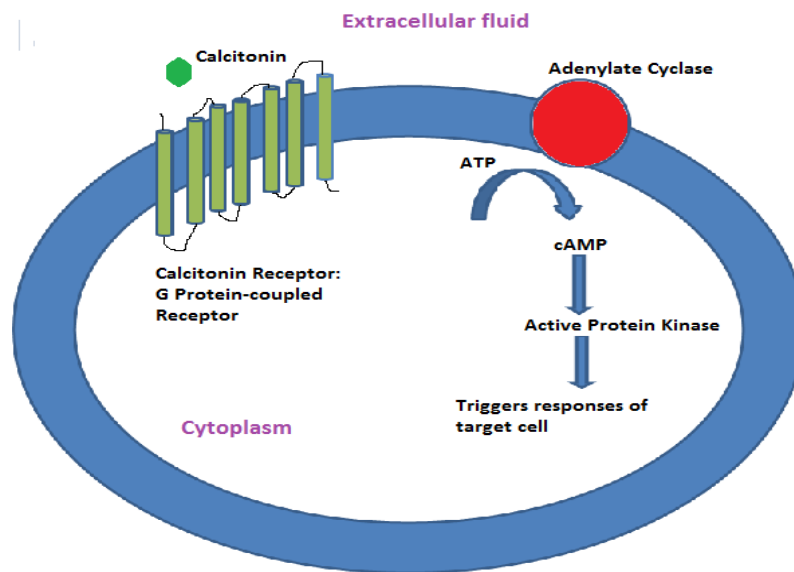 Extracellular fluid
Calcitonin
Adenylate Cyclase
ATP
cAMP
Calcitonin Receptor:
G Protein-coupled
Receptor
Active Protein Kinase
Triggers responses of
target cell
Cytoplasm